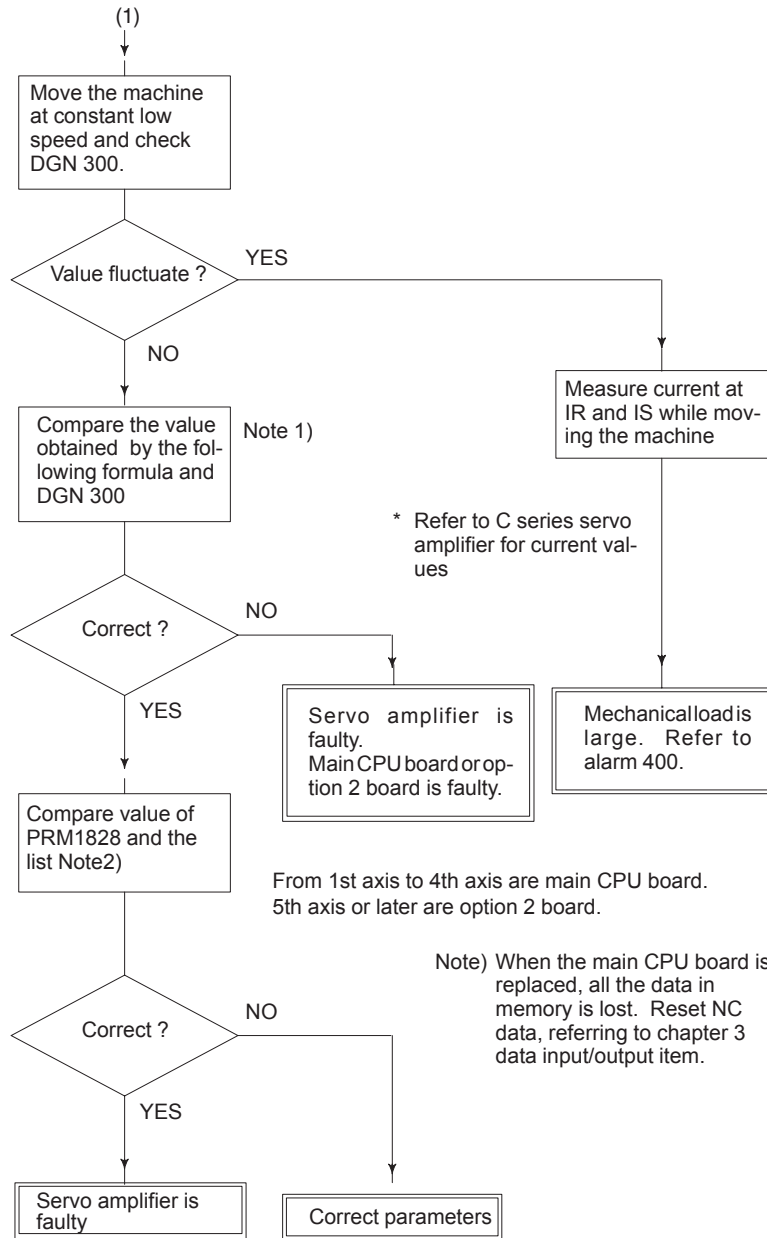 (1)
Move the machine
at constant low
speed and check
DGN 300.
Value fluctuate ?
YES
NO
Measure current at
IR and IS while mov-
ing the machine
Compare the value
obtained by the fol-
lowing formula and
DGN 300
Note 1)
* Refer to C series servo
amplifier for current val-
ues
Correct ?
NO
YES
Servo amplifier is
faulty.
Main CPU board or op-
tion 2 board is faulty.
Mechanical load is
large. Refer to
alarm 400.
Compare value of
PRM1828 and the
list Note2)
From 1st axis to 4th axis are main CPU board.
5th axis or later are option 2 board.
Note) When the main CPU board is
replaced, all the data in
memory is lost. Reset NC
data, referring to chapter 3
data input/output item.
Correct ?
NO
YES
Servo amplifier is
faulty
Correct parameters